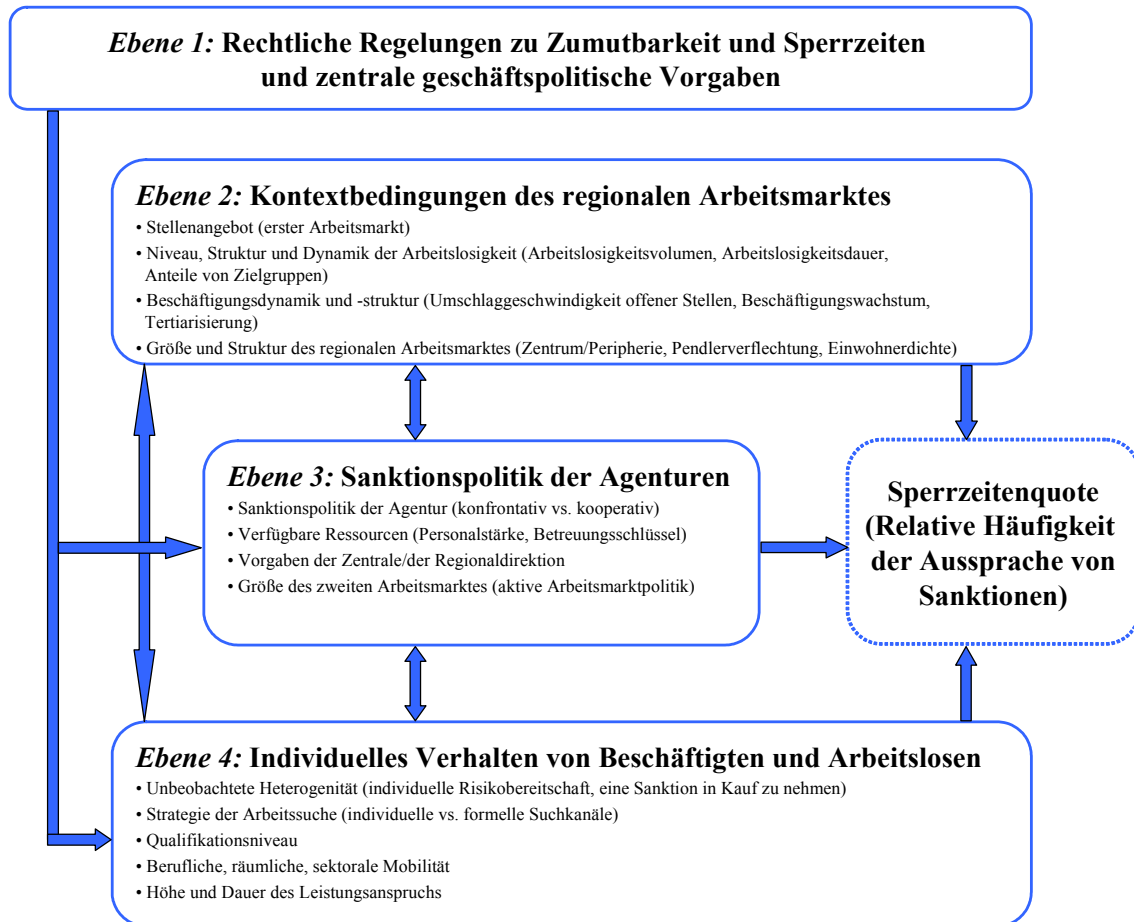 Ebene 1: Rechtliche Regelungen zu Zumutbarkeit und Sperrzeiten
und zentrale geschäftspolitische Vorgaben
Ebene 2: Kontextbedingungen des regionalen Arbeitsmarktes
• Stellenangebot (erster Arbeitsmarkt)
• Niveau, Struktur und Dynamik der Arbeitslosigkeit (Arbeitslosigkeitsvolumen, Arbeitslosigkeitsdauer,
Anteile von Zielgruppen)
• Beschäftigungsdynamik und -struktur (Umschlaggeschwindigkeit offener Stellen, Beschäftigungswachstum,
Tertiarisierung)
• Größe und Struktur des regionalen Arbeitsmarktes (Zentrum/Peripherie, Pendlerverflechtung, Einwohnerdichte)
Ebene 3: Sanktionspolitik der Agenturen
• Sanktionspolitik der Agentur (konfrontativ vs. kooperativ)
• Verfügbare Ressourcen (Personalstärke, Betreuungsschlüssel)
• Vorgaben der Zentrale/der Regionaldirektion
• Größe des zweiten Arbeitsmarktes (aktive Arbeitsmarktpolitik)
Sperrzeitenquote
(Relative Häufigkeit
der Aussprache von
Sanktionen)
Ebene 4: Individuelles Verhalten von Beschäftigten und Arbeitslosen
• Unbeobachtete Heterogenität (individuelle Risikobereitschaft, eine Sanktion in Kauf zu nehmen)
• Strategie der Arbeitssuche (individuelle vs. formelle Suchkanäle)
• Qualifikationsniveau
• Berufliche, räumliche, sektorale Mobilität
• Höhe und Dauer des Leistungsanspruchs